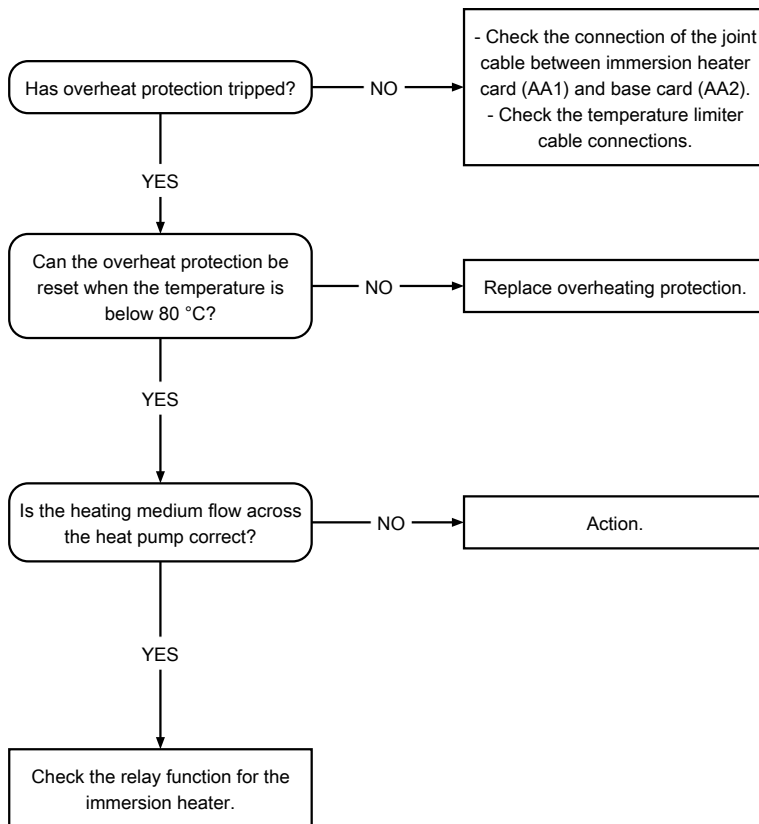 Has overheat protection tripped?
NO
- Check the connection of the joint
cable between immersion heater
card (AA1) and base card (AA2).
- Check the temperature limiter
cable connections.
YES
Can the overheat protection be
reset when the temperature is
below 80 °C?
NO
Replace overheating protection.
YES
Is the heating medium flow across
the heat pump correct?
NO
Action.
YES
Check the relay function for the
immersion heater.